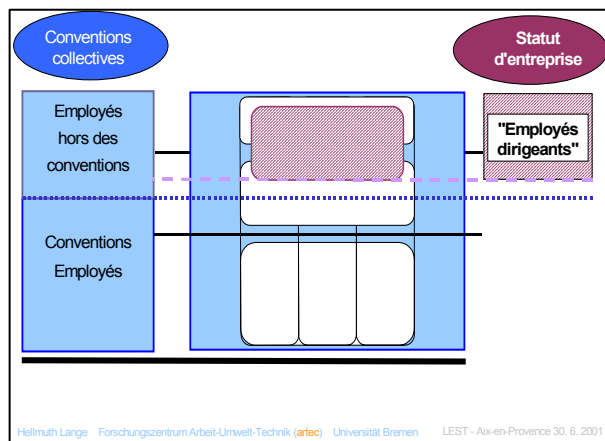 Conventions
collectives
Statut
d'entreprise
Employés
hors des
conventions
"Employés
dirigeants"
Conventions
Employés
Hellmuth Lange Forschungszentrum Arbeit-Umwelt-Technik (artec) Universität Bremen LEST - Aix-en-Provence 30. 6. 2001